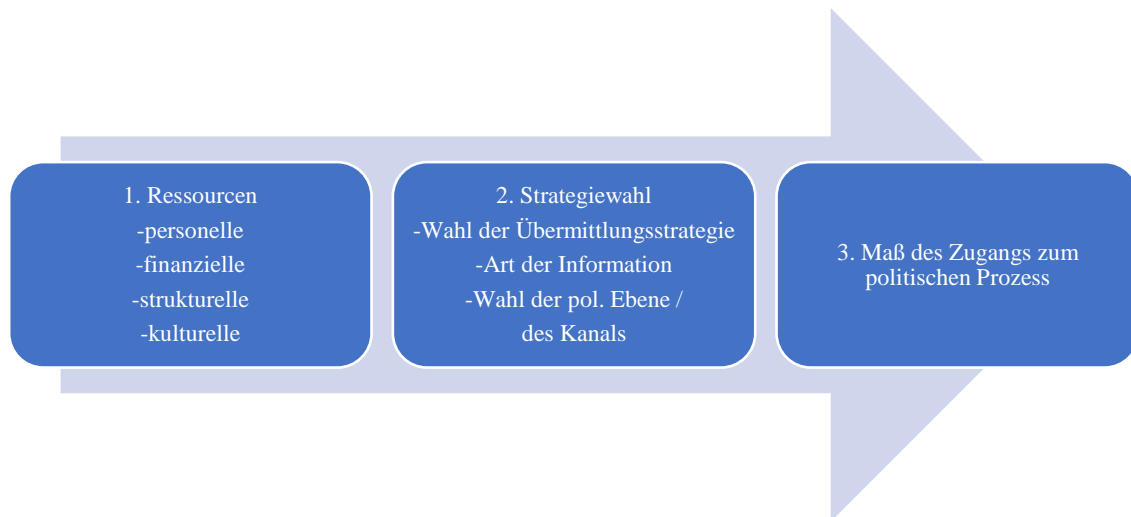 1. Ressourcen
-personelle
-finanzielle
-strukturelle
-kulturelle
2. Strategiewahl
-Wahl der Übermittlungsstrategie
-Art der Information
-Wahl der pol. Ebene /
des Kanals
3. Maß des Zugangs zum
politischen Prozess